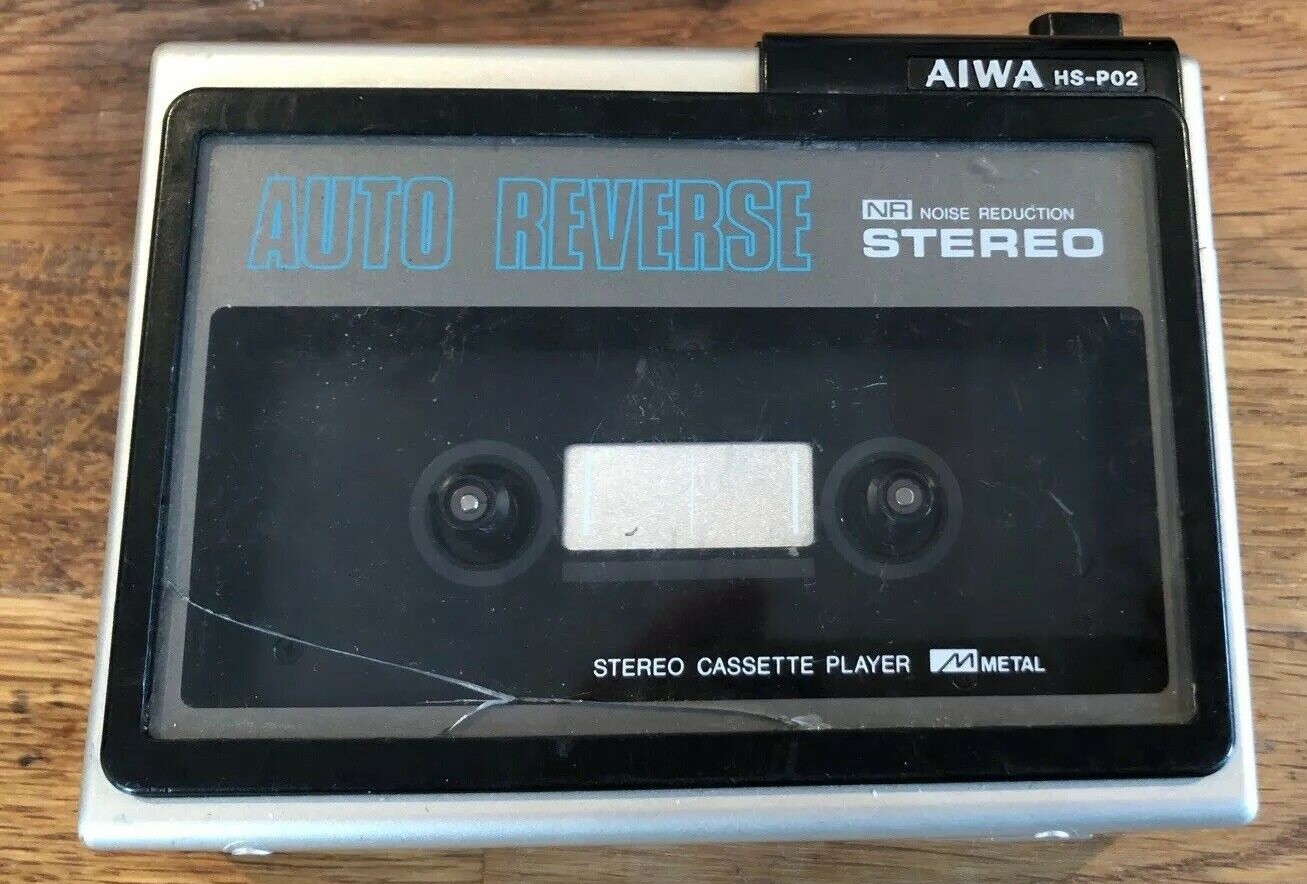 AIWA HS-P02
AUTO REVERSE
NR NOISE REDUCTION
STEREO
STEREO CASSETTE PLAYER M METAL